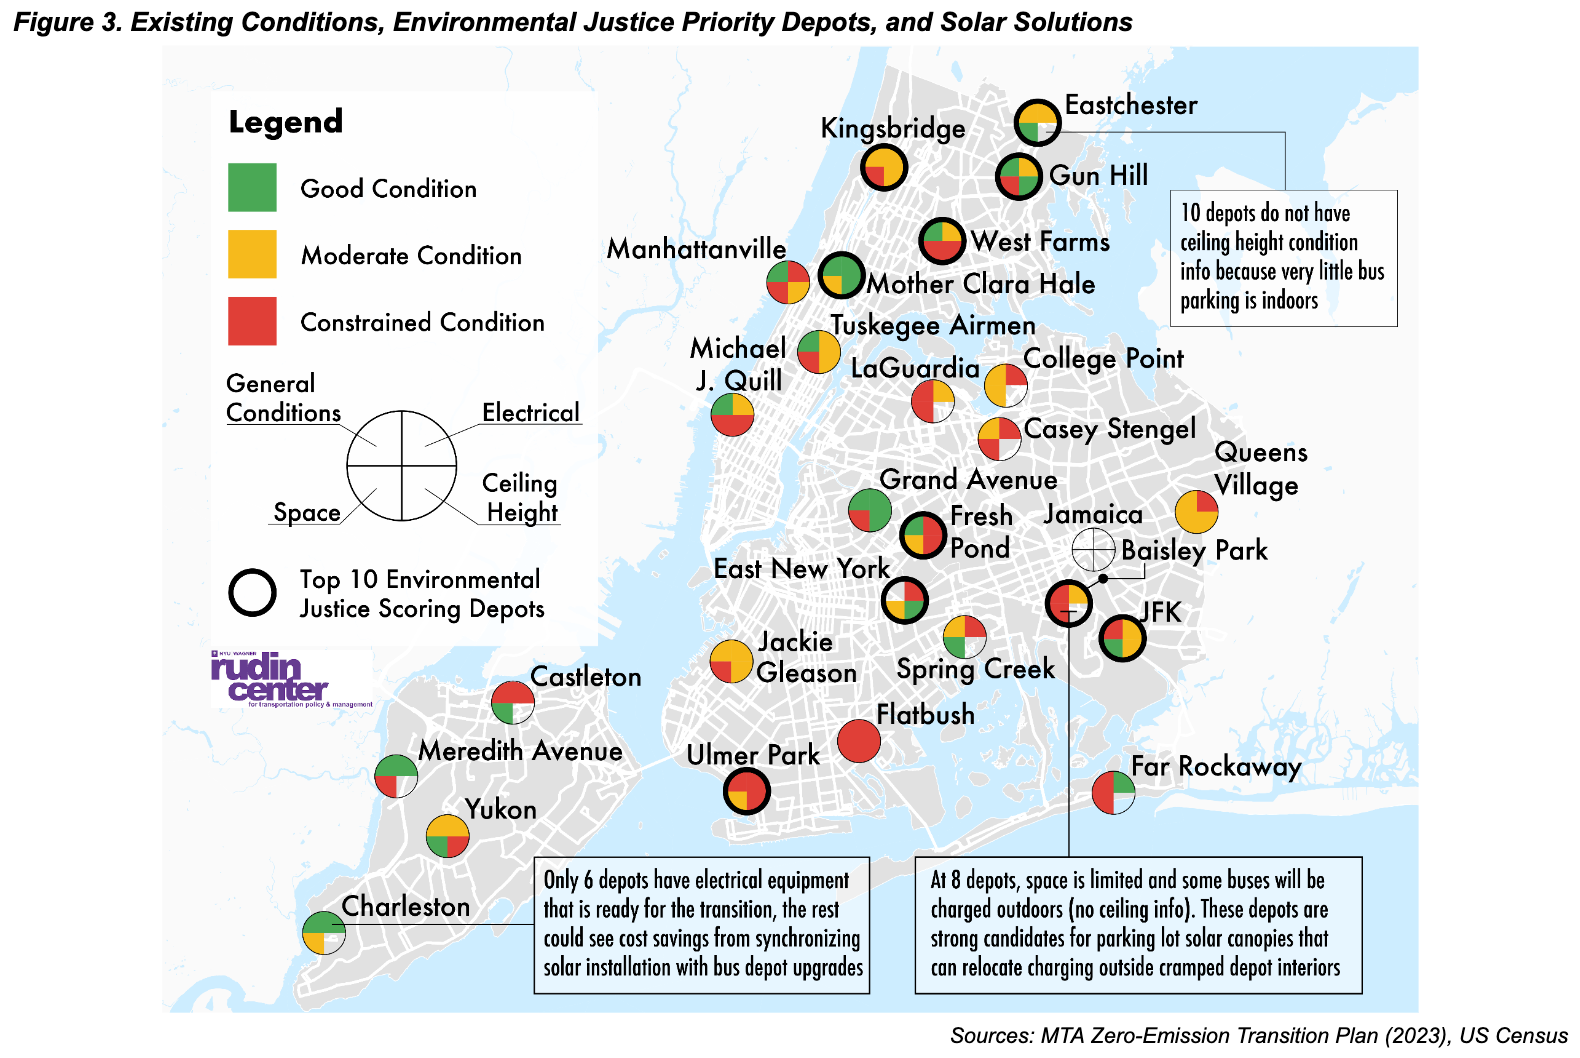 Figure 3. Existing Conditions, Environmental Justice Priority Depots, and Solar Solutions
Legend
Good Condition
Moderate Condition
Constrained Condition
General
Conditions
Electrical
Ceiling
Height
Space
Top 10 Environmental
Justice Scoring Depots
NYU WAGNER
rudin
center
for transportation policy & management
Eastchester
Kingsbridge
Gun Hill
10 depots do not have
ceiling height condition
info because very little bus
parking is indoors
West Farms
Manhattanville
Mother Clara Hale
Tuskegee Airmen
Michael
J. Quill
LaGuardia
College Point
Casey Stengel
Queens
Village
Grand Avenue
Fresh
Pond
Jamaica
Baisley Park
East New York
JFK
Jackie
Gleason
Spring Creek
Castleton
Flatbush
Meredith Avenue
Ulmer Park
Far Rockaway
Yukon
Charleston
Only 6 depots have electrical equipment
that is ready for the transition, the rest
could see cost savings from synchronizing
solar installation with bus depot upgrades
At 8 depots, space is limited and some buses will be
charged outdoors (no ceiling info). These depots are
strong candidates for parking lot solar canopies that
can relocate charging outside cramped depot interiors
Sources: MTA Zero-Emission Transition Plan (2023), US Census